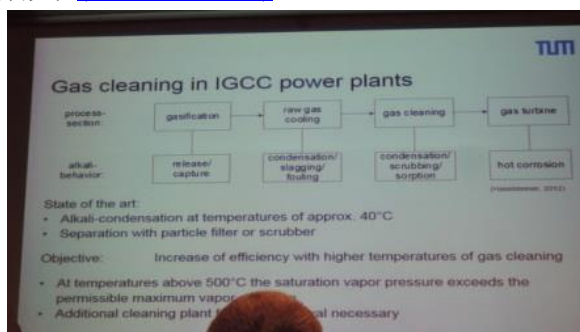 TUM
Gas cleaning in IGCC power plants
process-section: gasification raw gas cooling gas cleaning gas turbine
alkali-behavior: release/capture condensation/slagging/fouling condensation/scrubbing/sorption hot corrosion
2012)
State of the art:
• Alkali-condensation at temperatures of approx. 40°C
• Separation with particle filter or scrubber
Objective: Increase of efficiency with higher temperatures of gas cleaning
• At temperatures above 500°C the saturation vapor pressure exceeds the
permissible maximum vapor
• Additional cleaning plant necessary